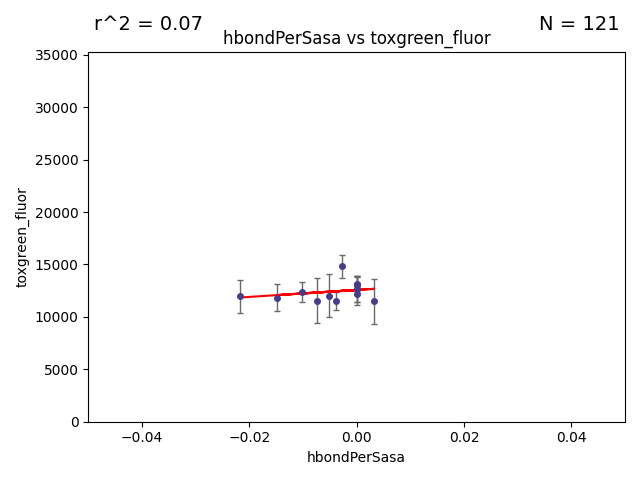 r^2 = 0.07
N = 121
hbondPerSasa vs toxgreen_fluor
35000
30000
25000
20000
15000
10000
5000
0
toxgreen_fluor
−0.04
−0.02
0.00
0.02
0.04
hbondPerSasa